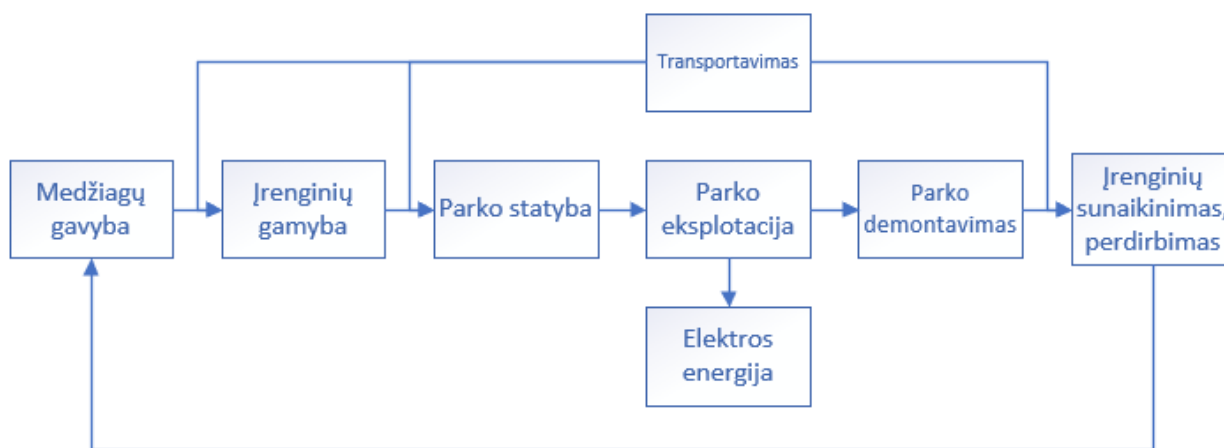 Transportavimas
Medžiagų
gavyba
Įrenginių
gamyba
Parko statyba
Parko
eksplotacija
Parko
demontavimas
Įrenginių
sunaikinimas,
perdirbimas
Elektros
energija